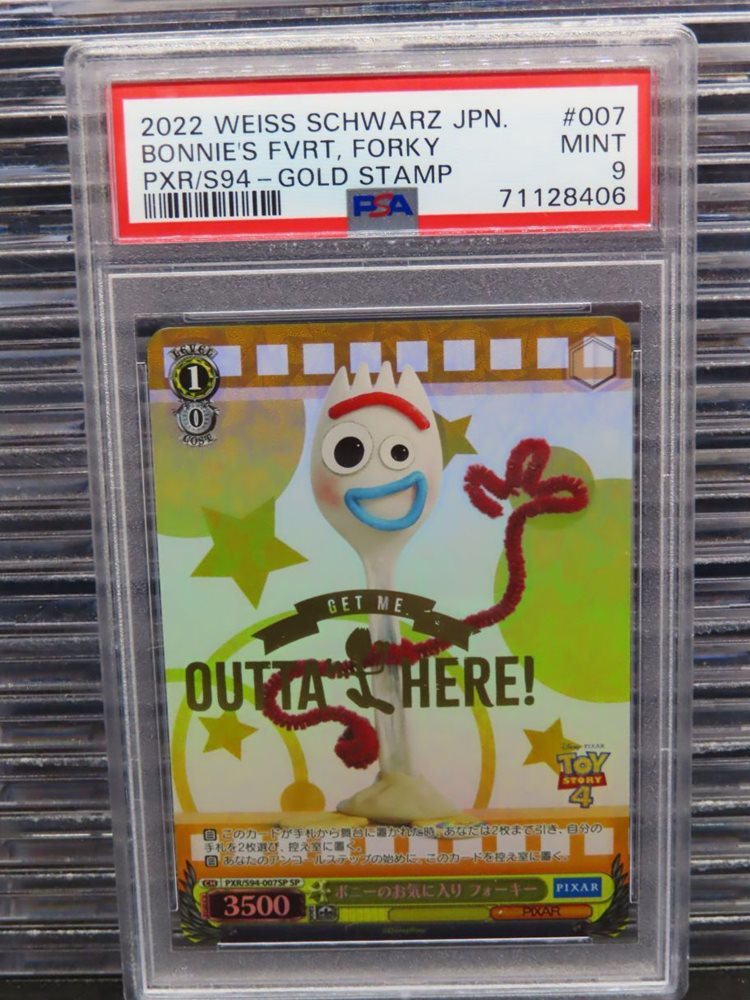 2022 WEISS SCHWARZ JPN. #007
BONNIE'S FVRT, FORKY MINT
PXR/S94-GOLD STAMP 9
PSA 71128406
LEVEL
1
0
COST
GET ME
OUTTA HERE!
Disney PIXAR
TOY
STORY
4
自 このカードが手札から舞台に置かれた時、あなたは2枚まで引き、自分の
手札を2枚選び、控え室に置く。
自 あなたのアンコールステップの始めに、このカードを控え室に置く。
CH PXR/S94-007SP SP ボニーのお気に入り フォーキー PIXAR
3500 PIXAR